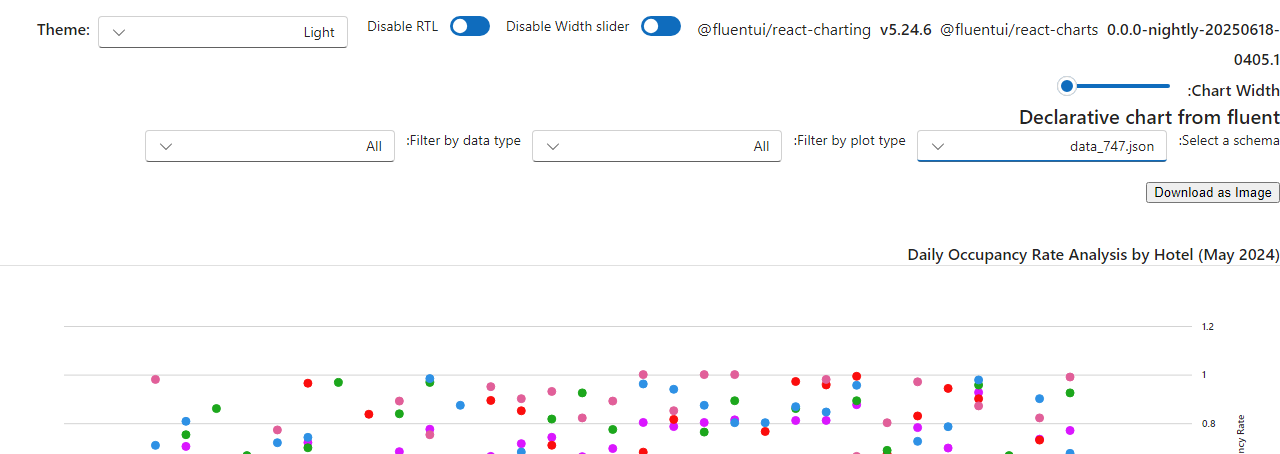 Theme: Light Disable RTL Disable Width slider @fluentui/react-charting v5.24.6 @fluentui/react-charts 0.0.0-nightly-20250618-
0405.1
:Chart Width
Declarative chart from fluent
:Select a schema data_747.json :Filter by plot type All :Filter by data type All
Download as Image
Daily Occupancy Rate Analysis by Hotel (May 2024)
1.2
1
0.8
ncy Rate